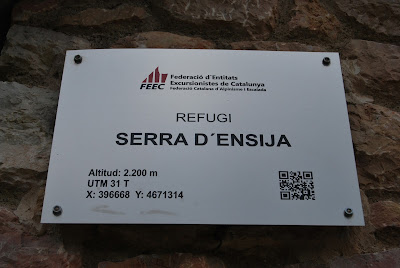 FEEC
Federació d´Entitats
Excursionistes de Catalunya
Federació Catalana d'Alpinisme i Escalada
REFUGI
SERRA D´ENSIJA
Altitud: 2.200 m
UTM 31 T
X: 396668 Y: 4671314